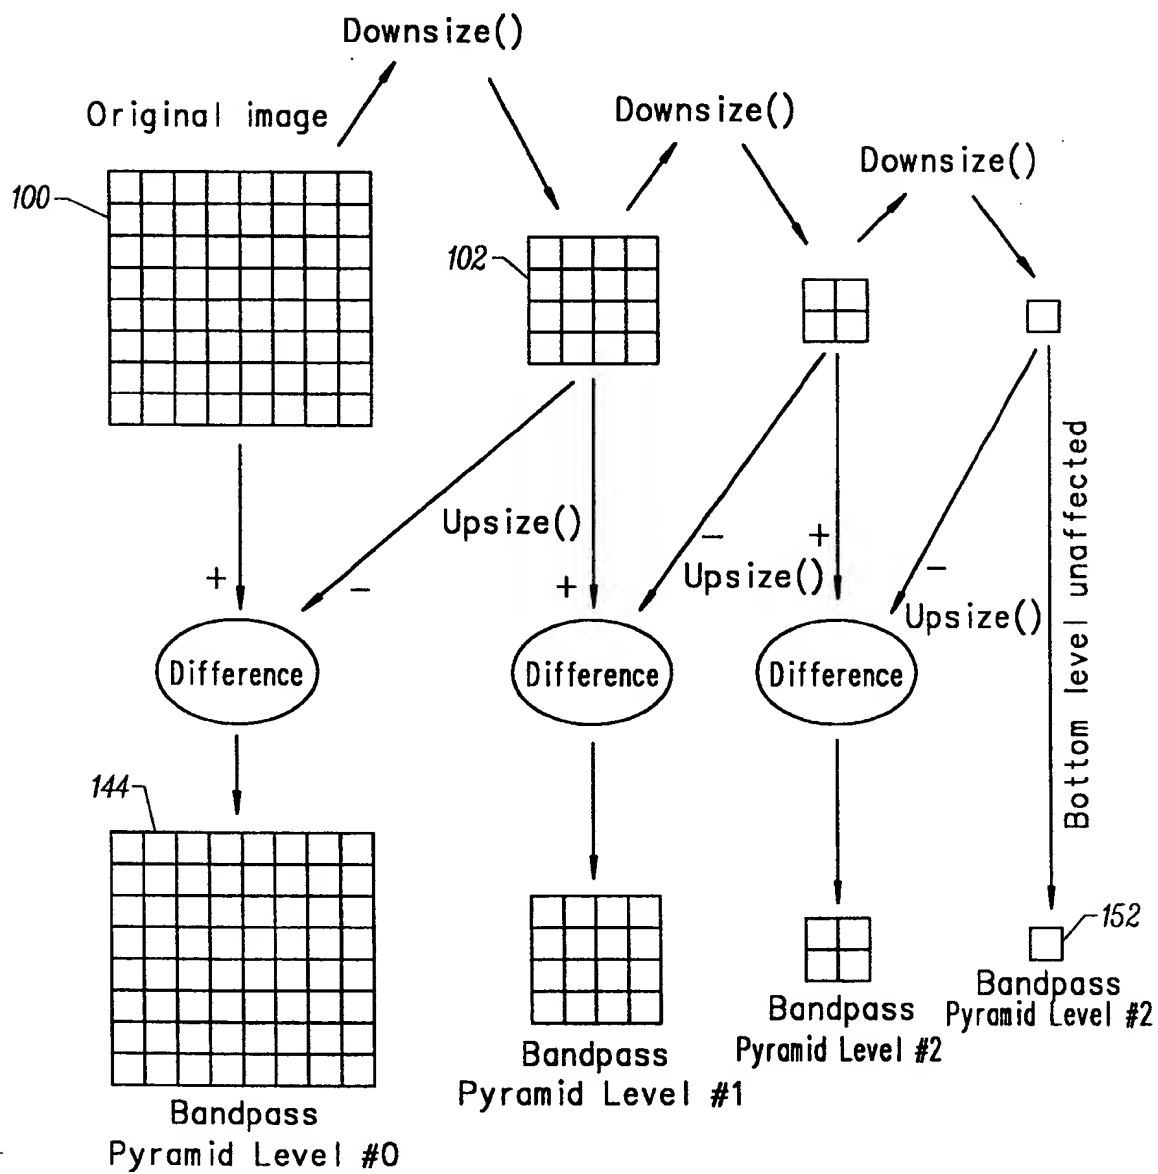 Downsize()
Original image
Downsize()
Downsize()
100
102
Upsize()
+
−
+
−
Upsize()
+
−
Upsize()
Bottom level unaffected
Difference
Difference
Difference
144
152
Bandpass
Pyramid Level #2
Bandpass
Pyramid Level #2
Bandpass
Pyramid Level #1
Bandpass
Pyramid Level #0